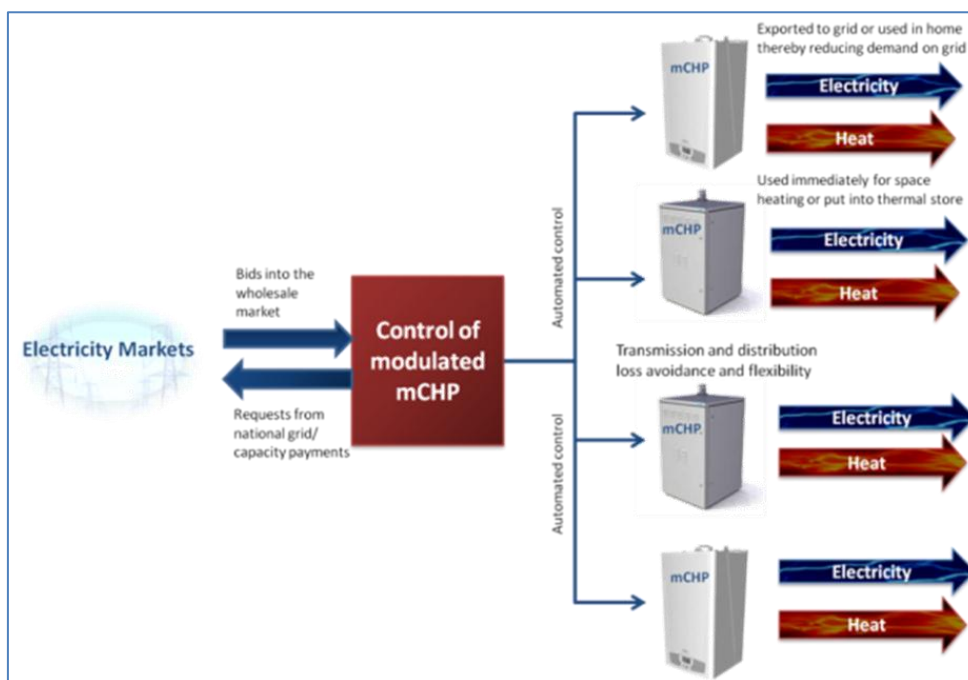 Electricity Markets
Bids into the
wholesale
market
Requests from
national grid/
capacity payments
Control of
modulated
mCHP
Automated control
Automated control
Exported to grid or used in home
thereby reducing demand on grid
mCHP
Electricity
Heat
Used immediately for space
heating or put into thermal store
mCHP
Electricity
Heat
Transmission and distribution
loss avoidance and flexibility
mCHP
Electricity
Heat
mCHP
Electricity
Heat